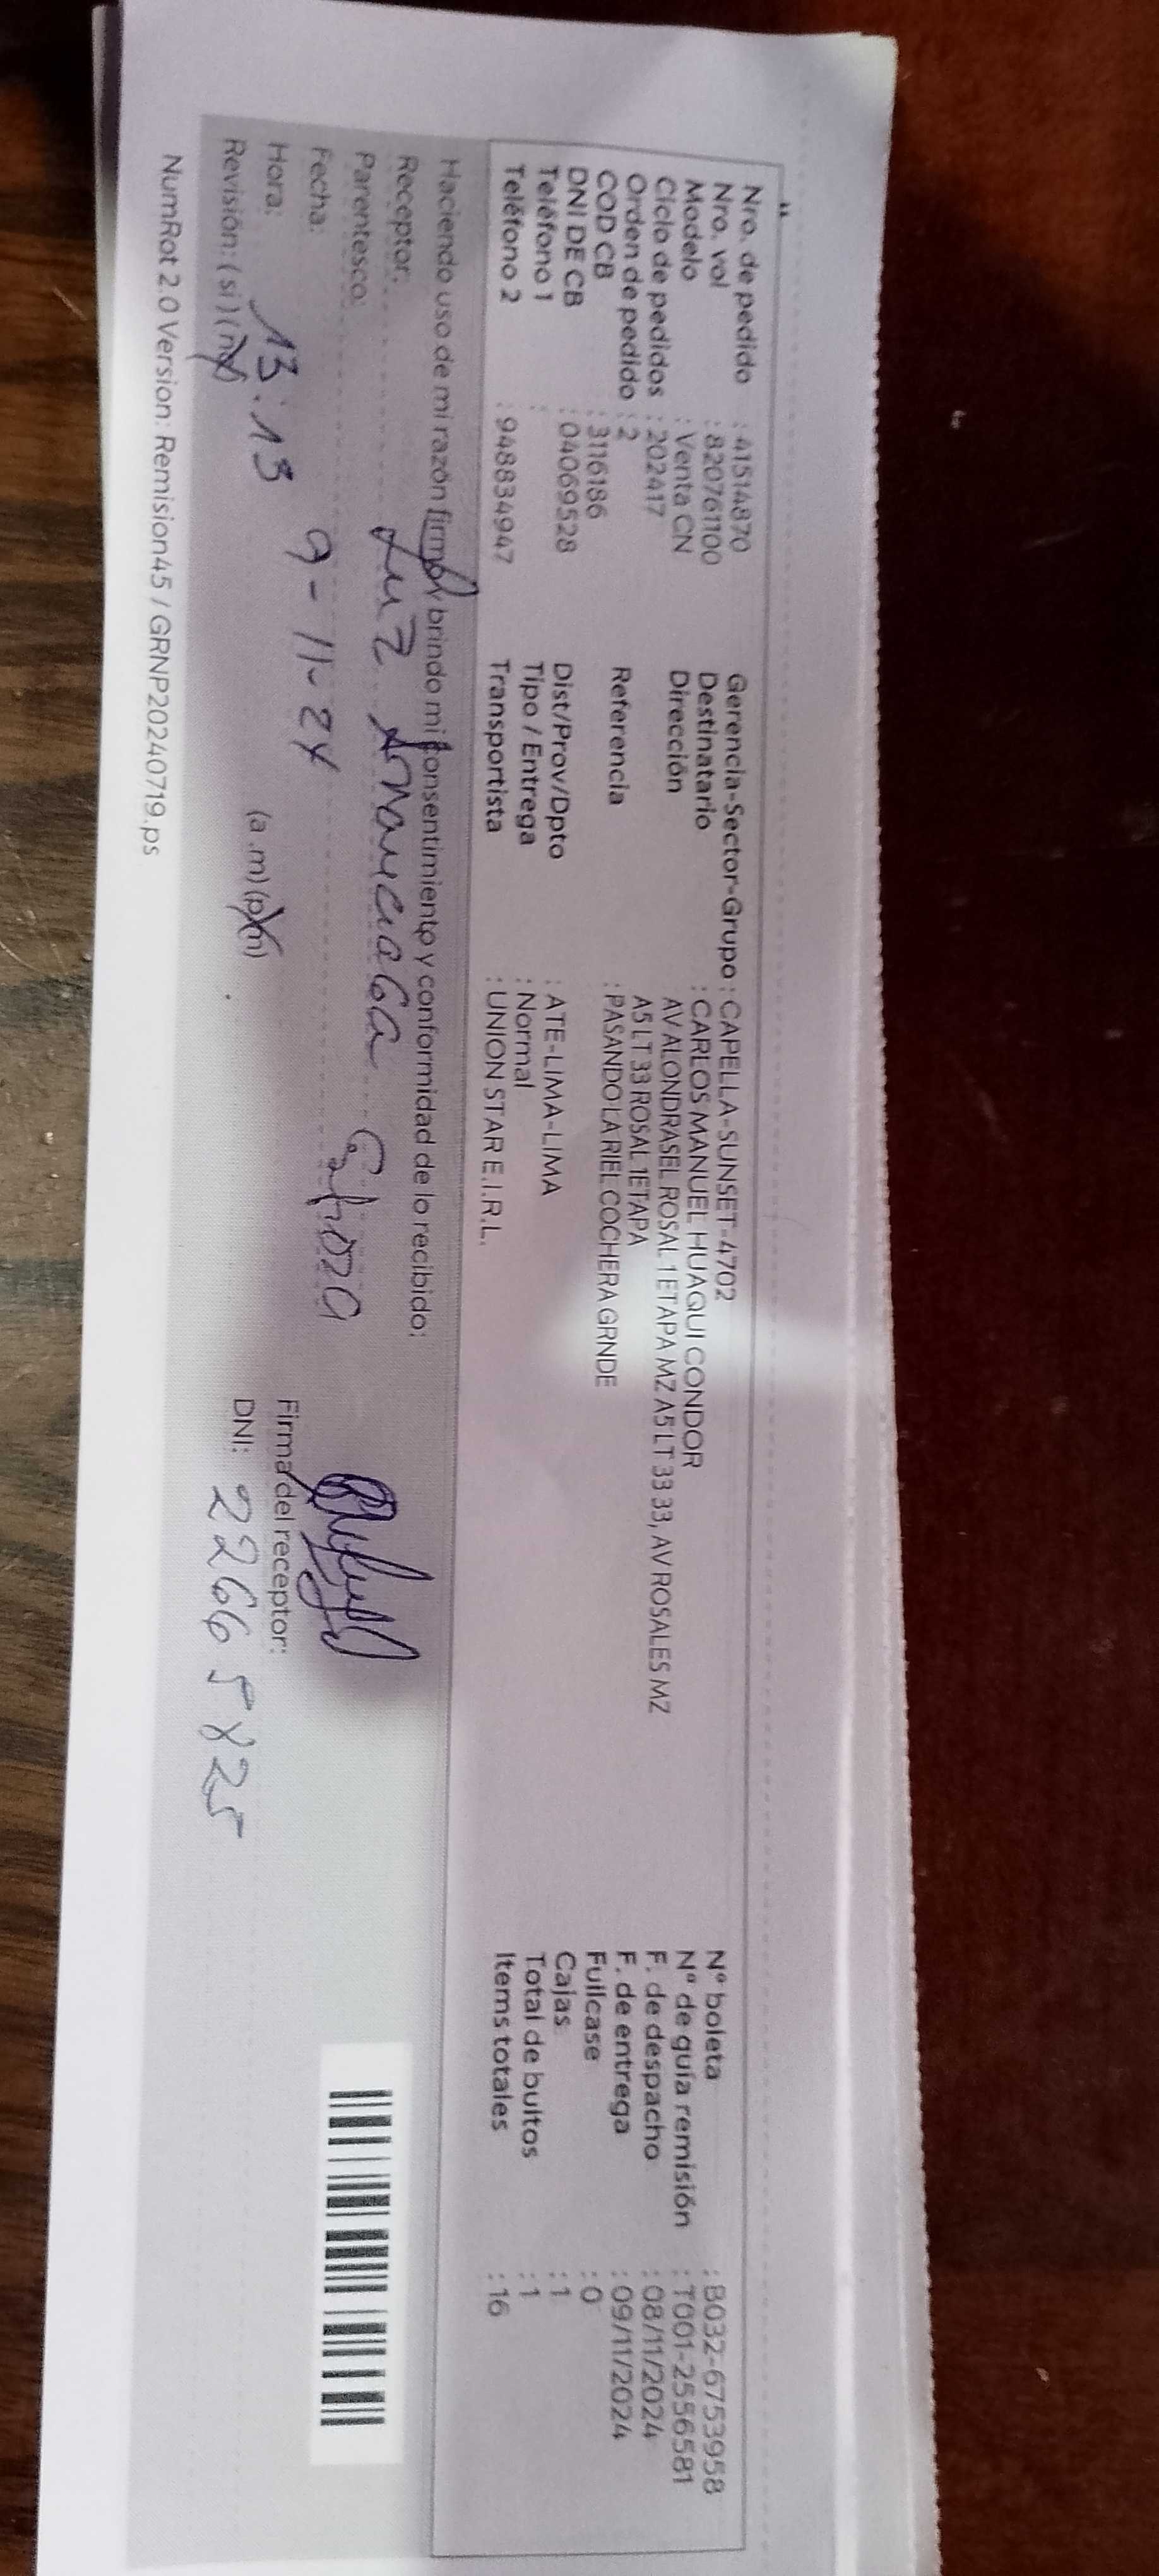 Nro. de pedido : 41514870
Nro. vol : 820761100
Modelo : Venta CN
Ciclo de pedidos : 202417
Orden de pedido : 2
COD CB : 3116186
DNI DE CB : 04069528
Teléfono 1 :
Teléfono 2 : 948834947
Gerencia-Sector-Grupo : CAPELLA-SUNSET-4702
Destinatario : CARLOS MANUEL HUAQUI CONDOR
Dirección AV ALONDRASEL ROSAL 1 ETAPA MZ A5 LT 33 33, AV ROSALES MZ
A5 LT 33 ROSAL 1ETAPA
Referencia : PASANDO LA RIEL COCHERA GRNDE
Dist/Prov/Dpto : ATE-LIMA-LIMA
Tipo / Entrega : Normal
Transportista : UNION STAR E.I.R.L.
N° boleta : B032-6753958
N° de guía remisión : T001-2556581
F. de despacho : 08/11/2024
F. de entrega : 09/11/2024
Fullcase : 0
Cajas : 1
Total de bultos : 1
Items totales : 16
Haciendo uso de mi razón firmo y brindo mi consentimiento y conformidad de lo recibido:
Receptor: Luz
Parentesco:
Fecha: 9-11-24
Hora: 13:13 (a .m) (p.m)
Revisión: ( si ) (no)
Firma del receptor:
DNI: 22665825
NumRot 2.0 Version: Remision45 / GRNP20240719.ps